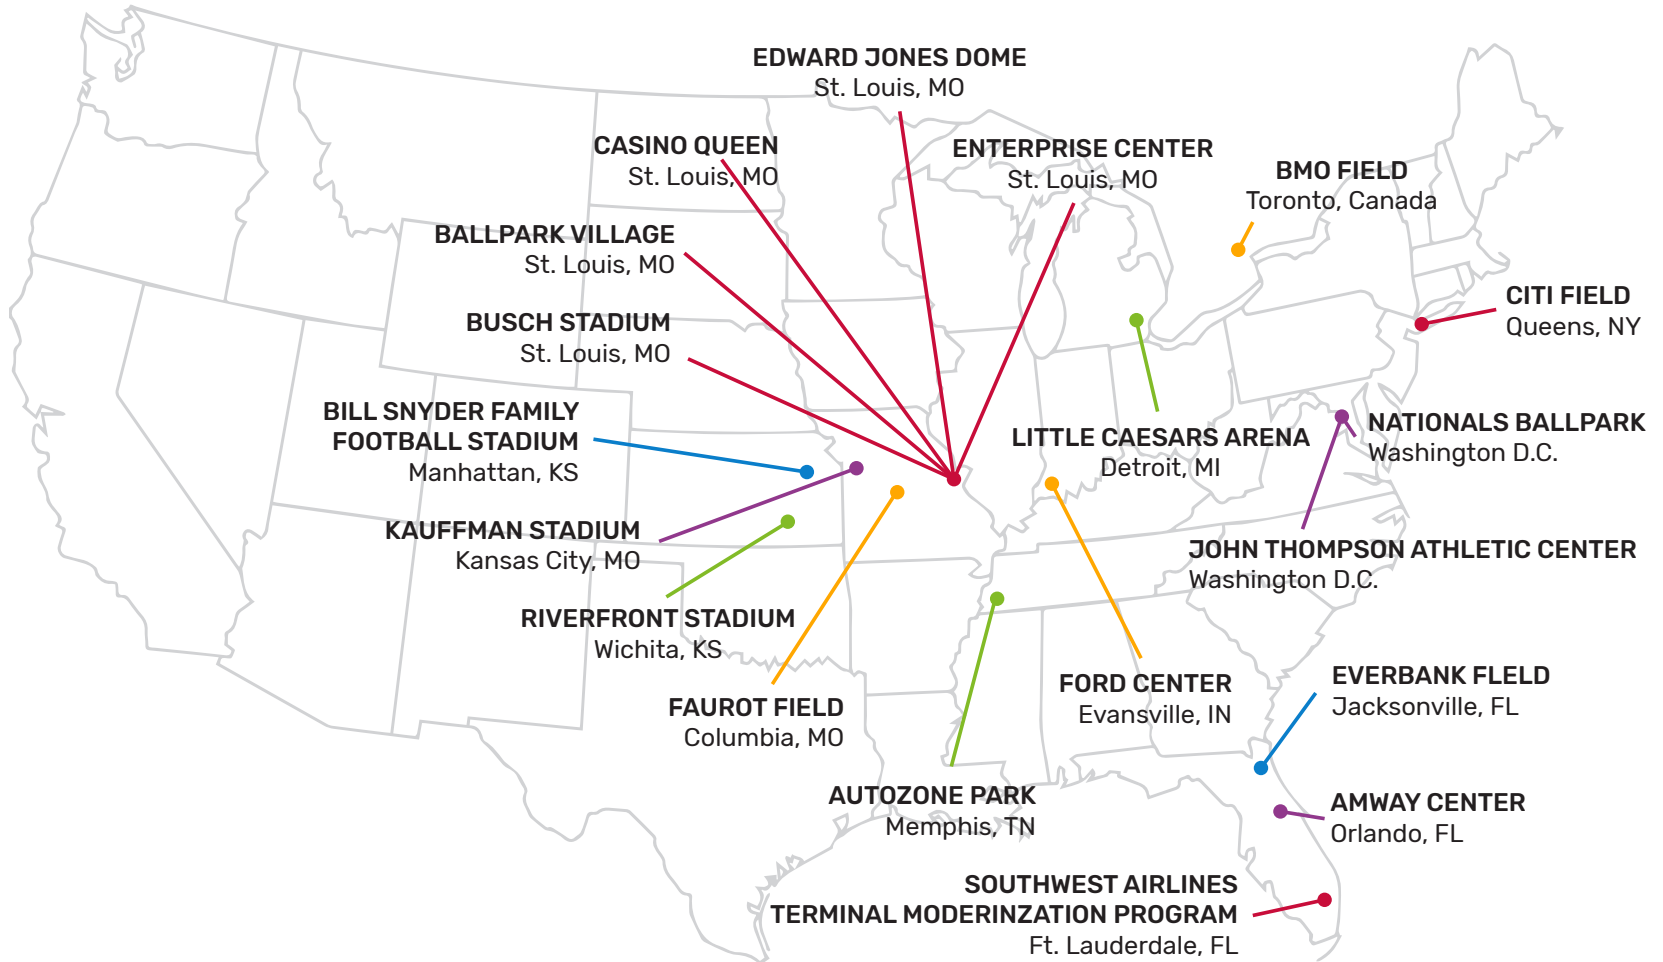 EDWARD JONES DOME
St. Louis, MO
CASINO QUEEN
St. Louis, MO
ENTERPRISE CENTER
St. Louis, MO
BMO FIELD
Toronto, Canada
BALLPARK VILLAGE
St. Louis, MO
CITI FIELD
Queens, NY
BUSCH STADIUM
St. Louis, MO
BILL SNYDER FAMILY
FOOTBALL STADIUM
Manhattan, KS
LITTLE CAESARS ARENA
Detroit, MI
NATIONALS BALLPARK
Washington D.C.
KAUFFMAN STADIUM
Kansas City, MO
JOHN THOMPSON ATHLETIC CENTER
Washington D.C.
RIVERFRONT STADIUM
Wichita, KS
FAUROT FIELD
Columbia, MO
FORD CENTER
Evansville, IN
EVERBANK FLELD
Jacksonville, FL
AUTOZONE PARK
Memphis, TN
AMWAY CENTER
Orlando, FL
SOUTHWEST AIRLINES
TERMINAL MODERINZATION PROGRAM
Ft. Lauderdale, FL